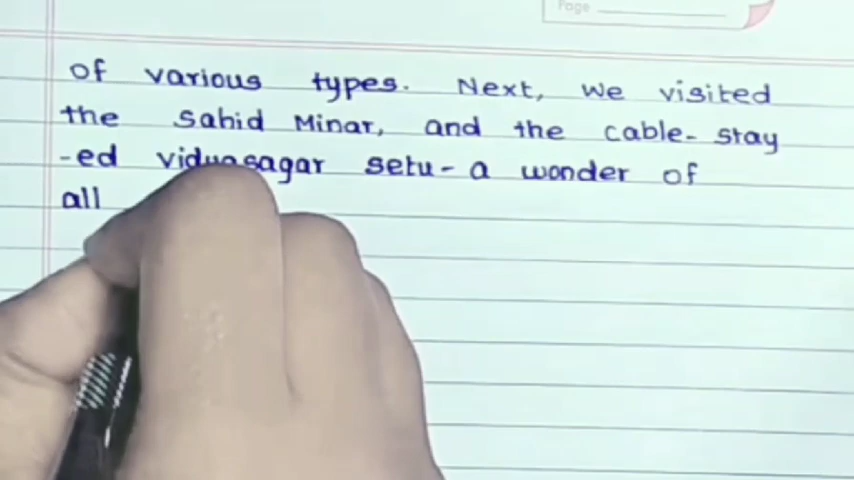 Page
of various types. Next, we visited
the Sahid Minar, and the cable-stay
-ed vidyasagar setu- a wonder of
all